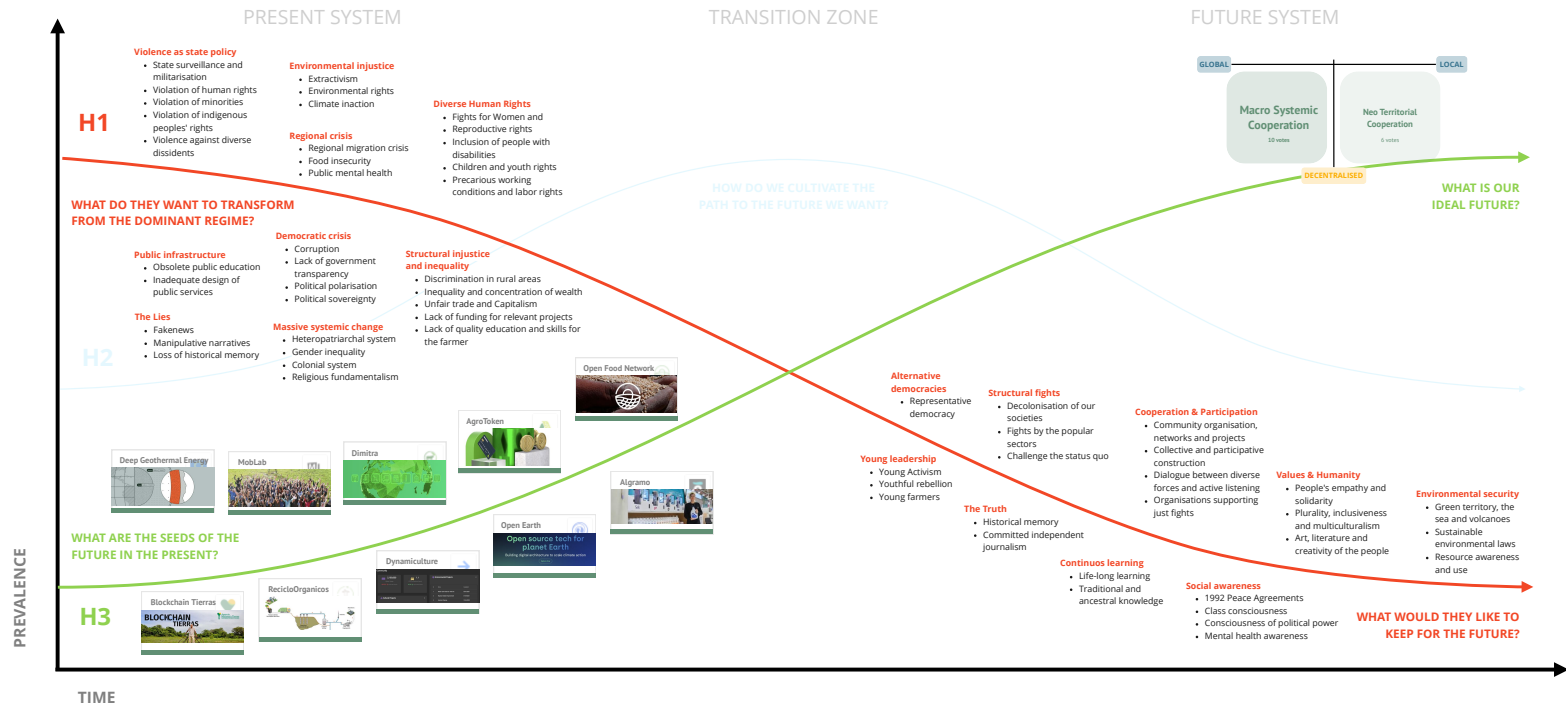 PRESENT SYSTEM
TRANSITION ZONE
FUTURE SYSTEM
H1
Violence as state policy
State surveillance and
militarisation
Violation of human rights
Violation of minorities
Violation of indigenous
peoples' rights
Violence against diverse
dissidents
Environmental injustice
Extractivism
Environmental rights
Climate inaction
Regional crisis
Regional migration crisis
Food insecurity
Public mental health
Diverse Human Rights
Fights for Women and
Reproductive rights
Inclusion of people with
disabilities
Children and youth rights
Precarious working
conditions and labor rights
GLOBAL
LOCAL
Macro Systemic
Cooperation
10 votes
Neo Territorial
Cooperation
6 votes
DECENTRALISED
WHAT IS OUR
IDEAL FUTURE?
HOW DO WE CULTIVATE THE
PATH TO THE FUTURE WE WANT?
WHAT DO THEY WANT TO TRANSFORM
FROM THE DOMINANT REGIME?
Public infrastructure
Obsolete public education
Inadequate design of
public services
The Lies
Fakenews
Manipulative narratives
Loss of historical memory
Democratic crisis
Corruption
Lack of government
transparency
Political polarisation
Political sovereignty
Massive systemic change
Heteropatriarchal system
Gender inequality
Colonial system
Religious fundamentalism
Structural injustice
and inequality
Discrimination in rural areas
Inequality and concentration of wealth
Unfair trade and Capitalism
Lack of funding for relevant projects
Lack of quality education and skills for
the farmer
H2
Open Food Network
AgroToken
Dimitra
MobLab
Deep Geothermal Energy
Algramo
Open Earth
Open source tech for
planet Earth
Building digital architecture to scale climate action
Dynamiculture
RecicloOrganicos
Blockchain Tierras
BLOCKCHAIN
TIERRAS
WHAT ARE THE SEEDS OF THE
FUTURE IN THE PRESENT?
H3
Alternative
democracies
Representative
democracy
Structural fights
Decolonisation of our
societies
Fights by the popular
sectors
Challenge the status quo
Young leadership
Young Activism
Youthful rebellion
Young farmers
The Truth
Historical memory
Committed independent
journalism
Cooperation & Participation
Community organisation,
networks and projects
Collective and participative
construction
Dialogue between diverse
forces and active listening
Organisations supporting
just fights
Values & Humanity
People's empathy and
solidarity
Plurality, inclusiveness
and multiculturalism
Art, literature and
creativity of the people
Environmental security
Green territory, the
sea and volcanoes
Sustainable
environmental laws
Resource awareness
and use
Continuos learning
Life-long learning
Traditional and
ancestral knowledge
Social awareness
1992 Peace Agreements
Class consciousness
Consciousness of political power
Mental health awareness
WHAT WOULD THEY LIKE TO
KEEP FOR THE FUTURE?
PREVALENCE
TIME